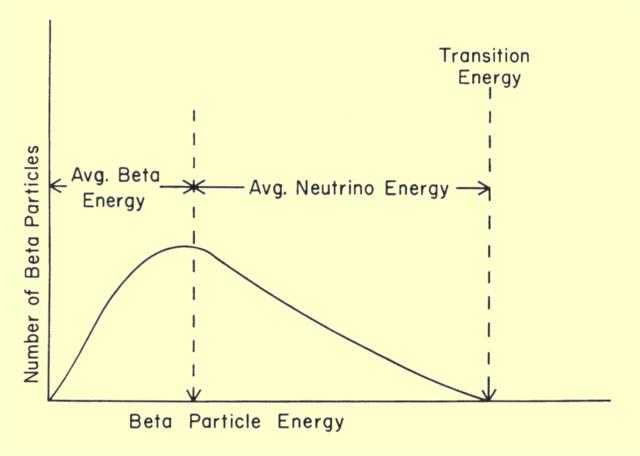 Transition
Energy
Avg. Beta
Energy
Avg. Neutrino Energy
Number of Beta Particles
Beta Particle Energy